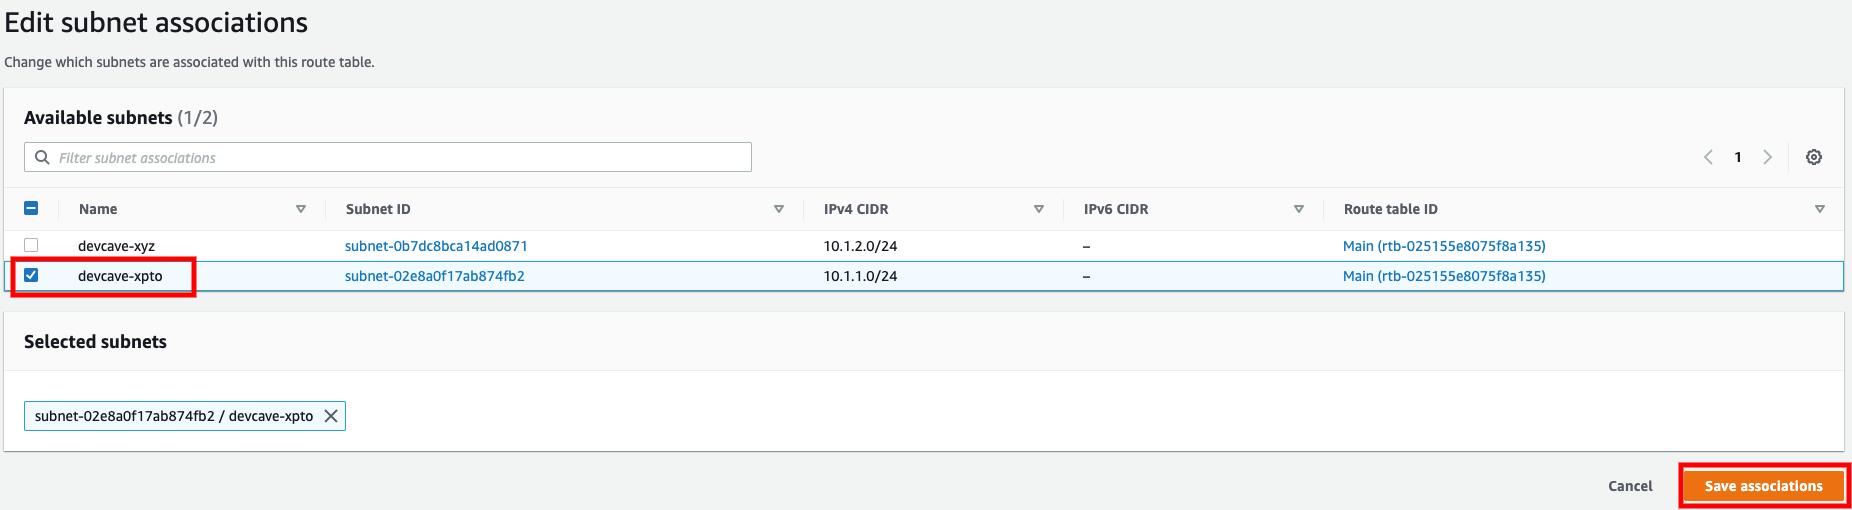 Edit subnet associations
Change which subnets are associated with this route table.
Available subnets (1/2)
Filter subnet associations
1
Name Subnet ID IPv4 CIDR IPv6 CIDR Route table ID
devcave-xyz subnet-0b7dc8bca14ad0871 10.1.2.0/24 – Main (rtb-025155e8075f8a135)
devcave-xpto subnet-02e8a0f17ab874fb2 10.1.1.0/24 – Main (rtb-025155e8075f8a135)
Selected subnets
subnet-02e8a0f17ab874fb2 / devcave-xpto
Cancel Save associations